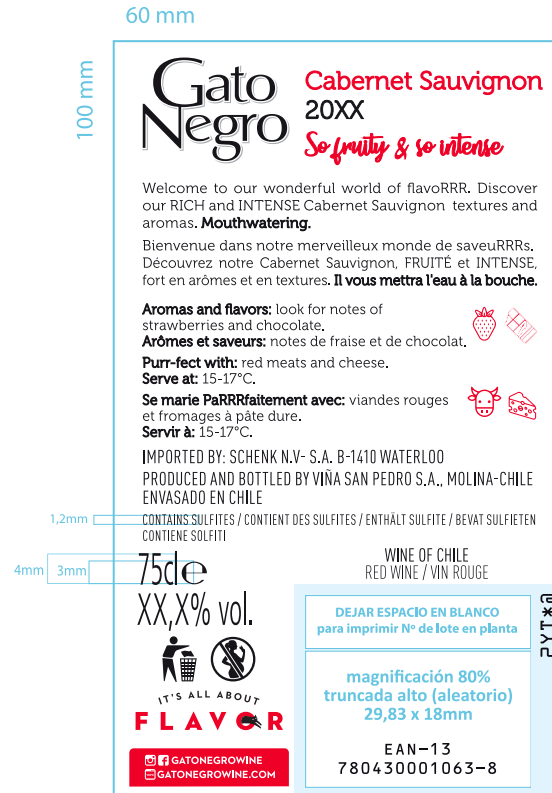 60 mm
100 mm
Gato
Negro
Cabernet Sauvignon
20XX
So fruity & so intense
Welcome to our wonderful world of flavoRRR. Discover
our RICH and INTENSE Cabernet Sauvignon textures and
aromas. Mouthwatering.
Bienvenue dans notre merveilleux monde de saveuRRRs.
Découvrez notre Cabernet Sauvignon, FRUITÉ et INTENSE,
fort en arômes et en textures. Il vous mettra l'eau à la bouche.
Aromas and flavors: look for notes of
strawberries and chocolate.
Arômes et saveurs: notes de fraise et de chocolat.
Purr-fect with: red meats and cheese.
Serve at: 15-17°C.
Se marie PaRRRfaitement avec: viandes rouges
et fromages à pâte dure.
Servir à: 15-17°C.
IMPORTED BY: SCHENK N.V- S.A. B-1410 WATERLOO
PRODUCED AND BOTTLED BY VIÑA SAN PEDRO S.A., MOLINA-CHILE
ENVASADO EN CHILE
1,2mm
CONTAINS SULFITES / CONTIENT DES SULFITES / ENTHÄLT SULFITE / BEVAT SULFIETEN
CONTIENE SOLFITI
4mm
3mm
75cl e
WINE OF CHILE
RED WINE / VIN ROUGE
XX,X% vol.
DEJAR ESPACIO EN BLANCO
para imprimir Nº de lote en planta
magnificación 80%
truncada alto (aleatorio)
29,83 x 18mm
EAN-13
780430001063-8
IT'S ALL ABOUT
FLAVOR
GATONEGROWINE
GATONEGROWINE.COM